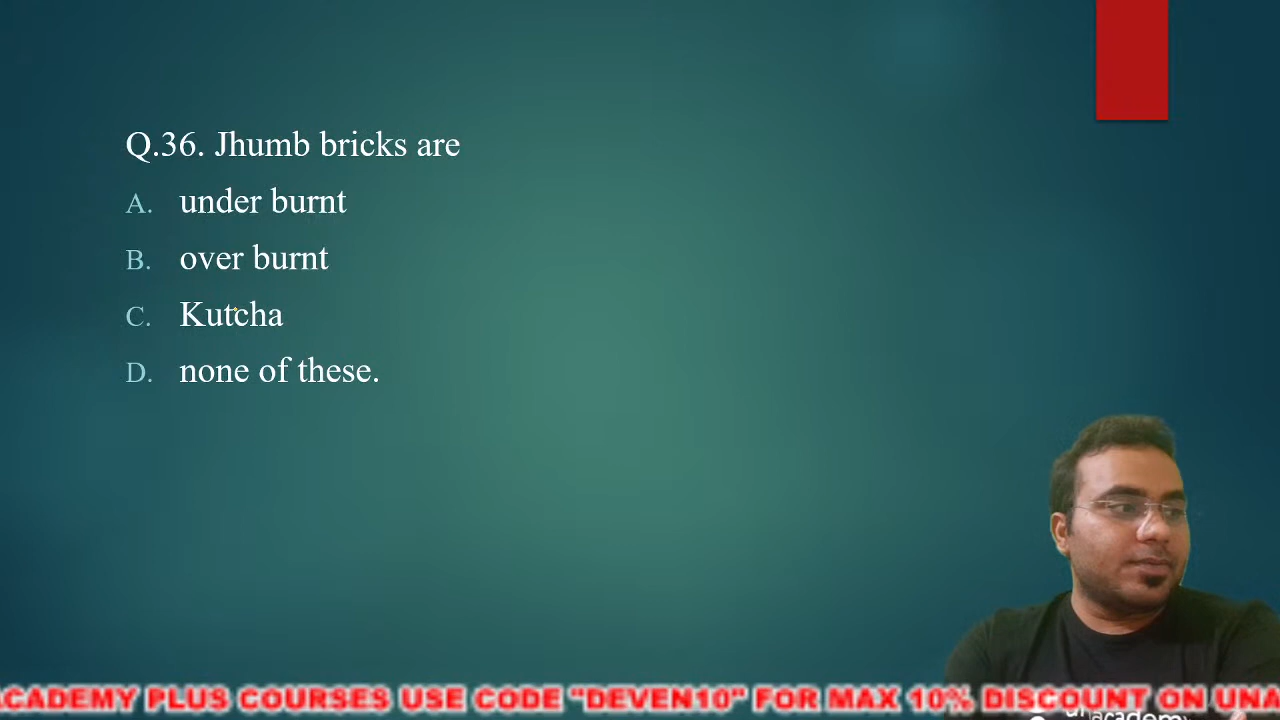 Q.36. Jhumb bricks are
A. under burnt
B. over burnt
C. Kutcha
D. none of these.
ACADEMY PLUS COURSES USE CODE "DEVEN10" FOR MAX 10% DISCOUNT ON UNA